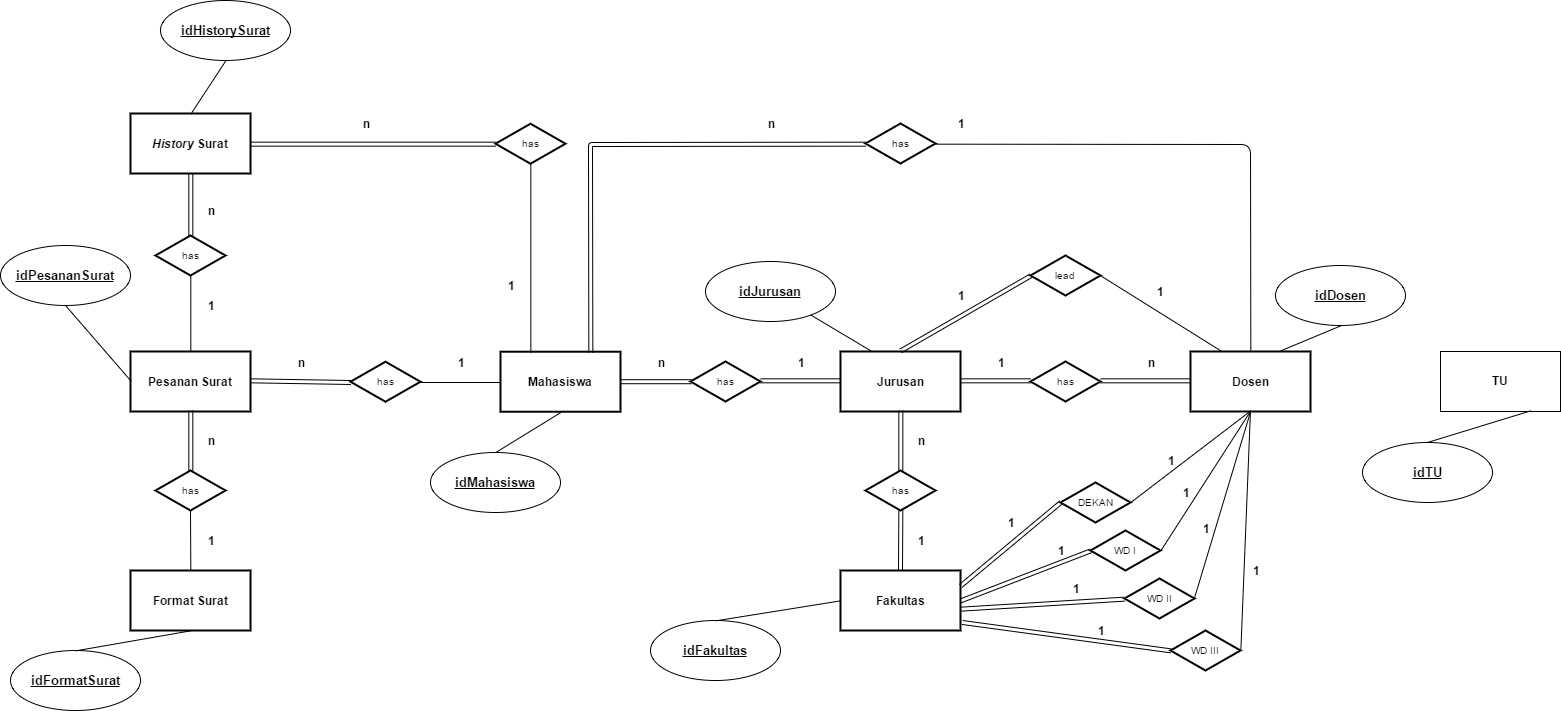 idHistorySurat
n
n
1
History Surat
has
has
n
has
idPesananSurat
lead
1
1
idJurusan
1
1
idDosen
n
1
n
1
1
n
Pesanan Surat
has
Mahasiswa
has
Jurusan
has
Dosen
TU
n
n
1
idMahasiswa
idTU
has
has
DEKAN
1
1
1
1
1
1
WD I
1
1
Format Surat
Fakultas
1
WD II
1
1
idFakultas
WD III
idFormatSurat